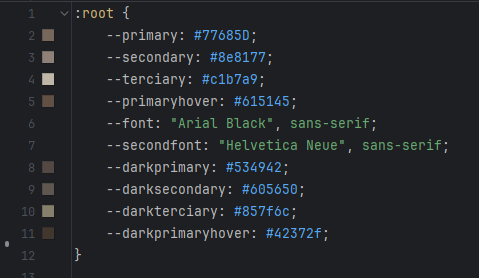 1 :root {
2 --primary: #77685D;
3 --secondary: #8e8177;
4 --terciary: #c1b7a9;
5 --primaryhover: #615145;
6 --font: "Arial Black", sans-serif;
7 --secondfont: "Helvetica Neue", sans-serif;
8 --darkprimary: #534942;
9 --darksecondary: #605650;
10 --darkterciary: #857f6c;
11 --darkprimaryhover: #42372f;
12 }
13